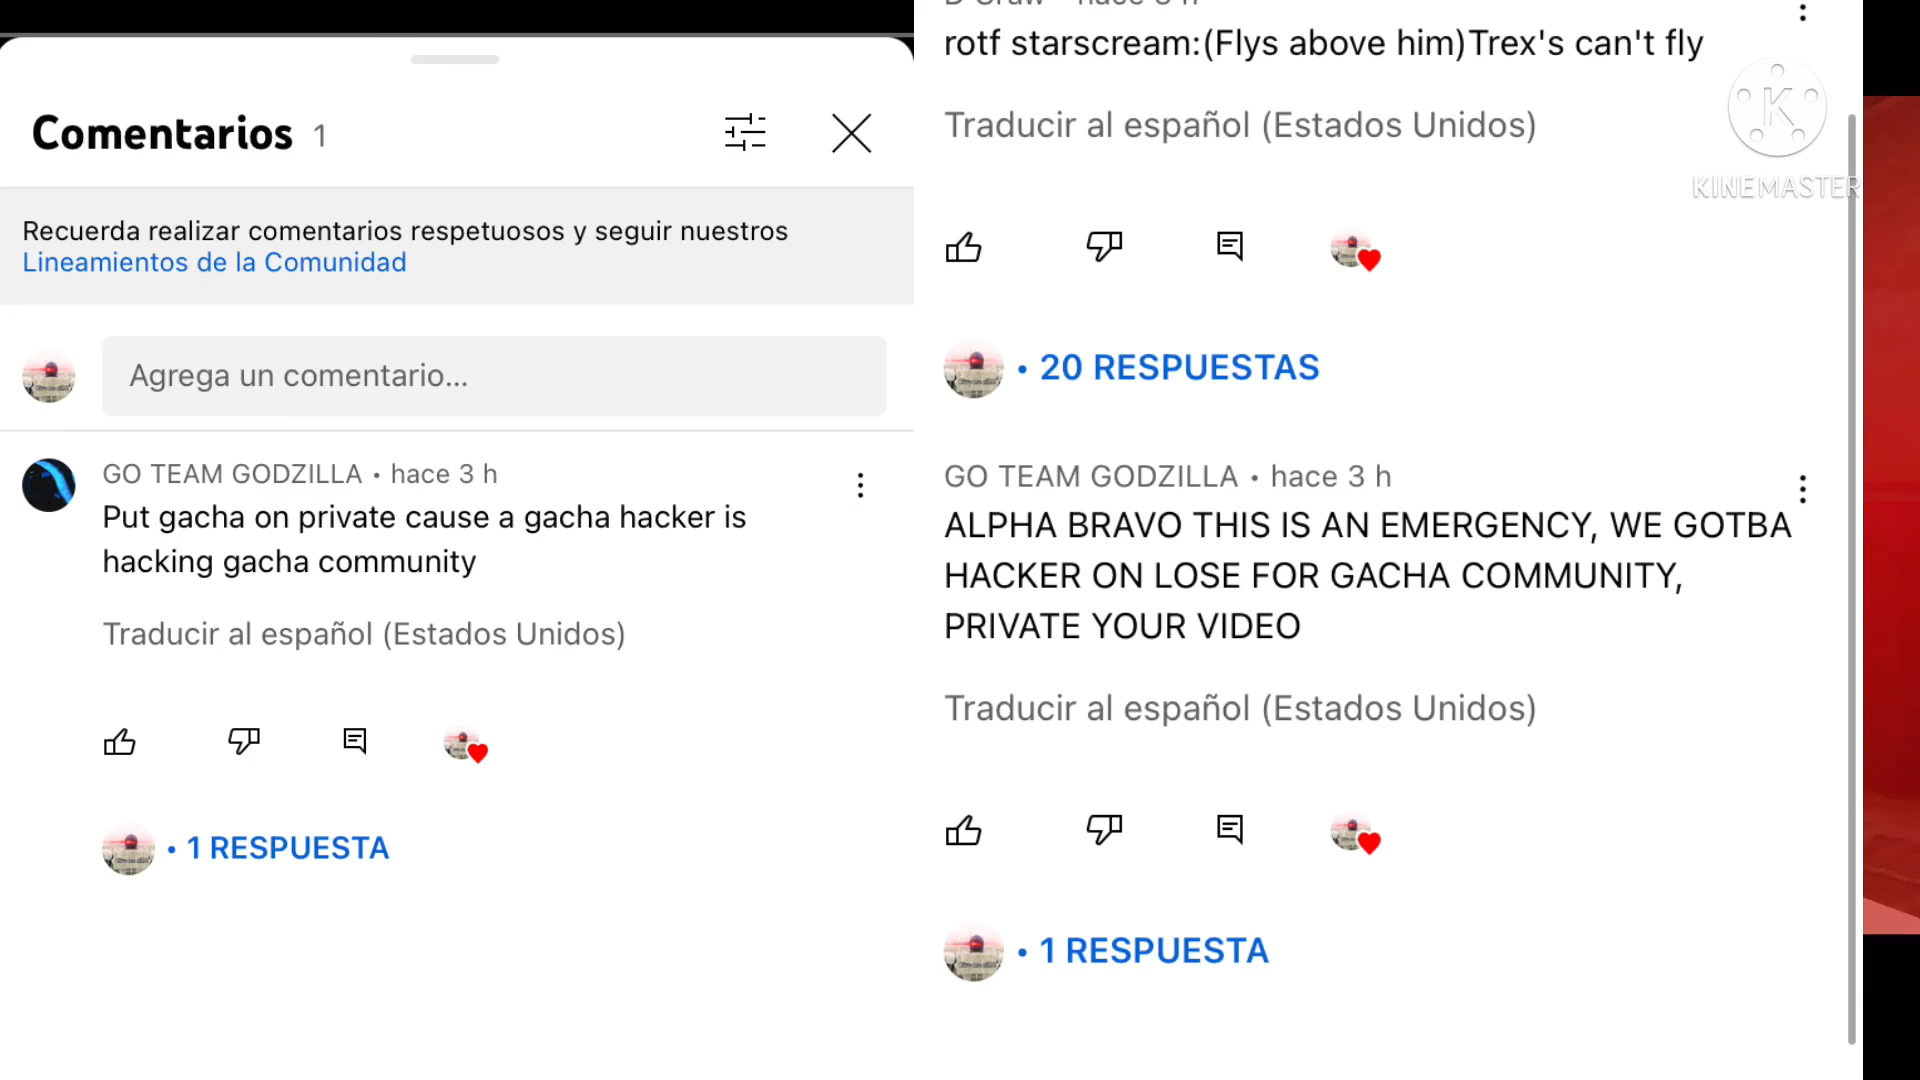 Comentarios 1
Recuerda realizar comentarios respetuosos y seguir nuestros
Lineamientos de la Comunidad
Agrega un comentario...
GO TEAM GODZILLA • hace 3 h
Put gacha on private cause a gacha hacker is
hacking gacha community
Traducir al español (Estados Unidos)
• 1 RESPUESTA
rotf starscream:(Flys above him)Trex's can't fly
Traducir al español (Estados Unidos)
K
KINEMASTER
• 20 RESPUESTAS
GO TEAM GODZILLA • hace 3 h
ALPHA BRAVO THIS IS AN EMERGENCY, WE GOTBA
HACKER ON LOSE FOR GACHA COMMUNITY,
PRIVATE YOUR VIDEO
Traducir al español (Estados Unidos)
• 1 RESPUESTA